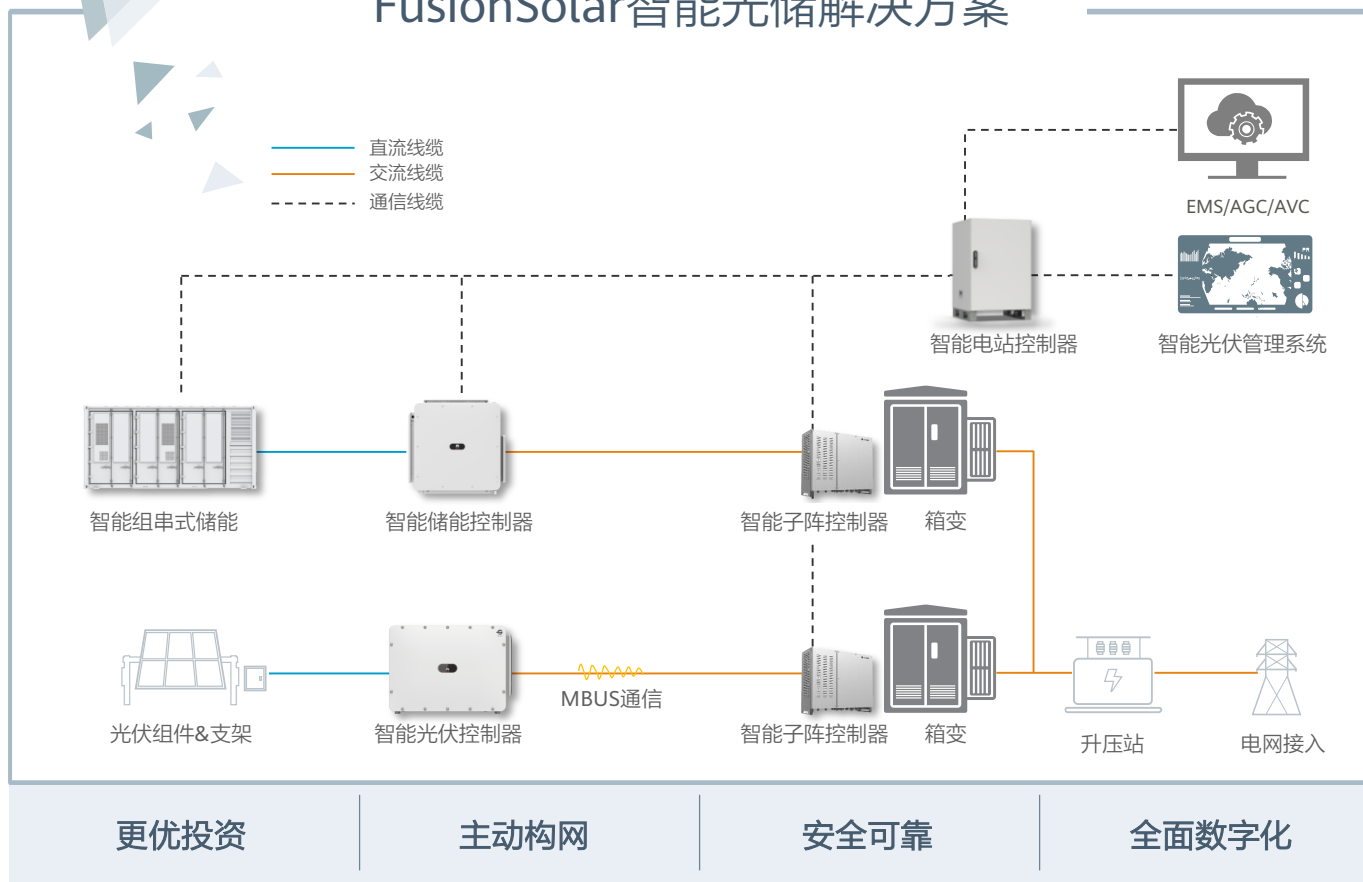 FusionSolar智能光储解决方案
直流线缆
交流线缆
通信线缆
EMS/AGC/AVC
智能电站控制器
智能光伏管理系统
智能组串式储能
智能储能控制器
智能子阵控制器
箱变
MBUS通信
光伏组件&支架
智能光伏控制器
智能子阵控制器
箱变
升压站
电网接入
更优投资
主动构网
安全可靠
全面数字化